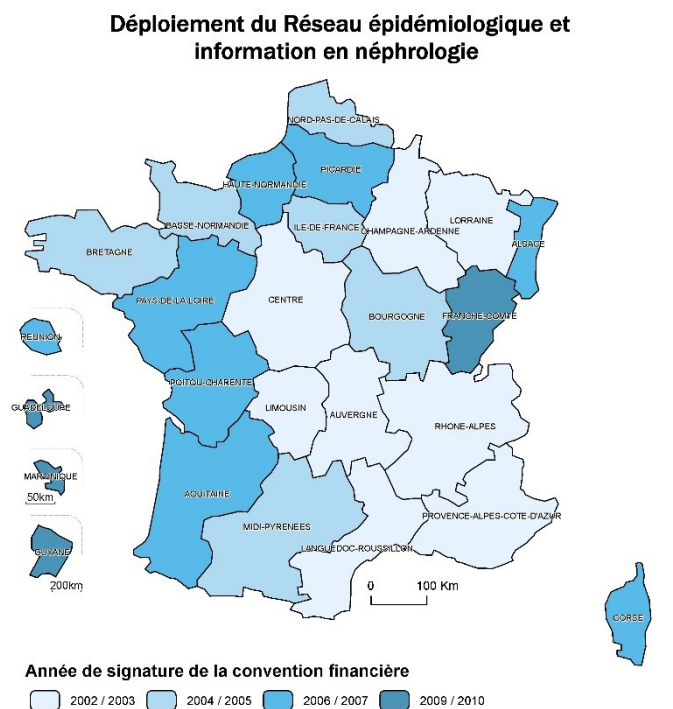 Déploiement du Réseau épidémiologique et
information en néphrologie
NORD-PAS-DE-CALAIS
PICARDIE
HAUTE-NORMANDIE
BASSE-NORMANDIE
ILE-DE-FRANCE
CHAMPAGNE-ARDENNE
LORRAINE
ALSACE
BRETAGNE
PAYS-DE-LA LOIRE
CENTRE
BOURGOGNE
FRANCHE-COMTE
REUNION
POITOU-CHARENTE
LIMOUSIN
AUVERGNE
RHONE-ALPES
GUADELOUPE
MARTINIQUE
50km
AQUITAINE
MIDI-PYRENEES
PROVENCE-ALPES-COTE-D'AZUR
LANGUEDOC-ROUSSILLON
GUYANE
200km
0 100 Km
CORSE
Année de signature de la convention financière
2002 / 2003 2004 / 2005 2006 / 2007 2009 / 2010